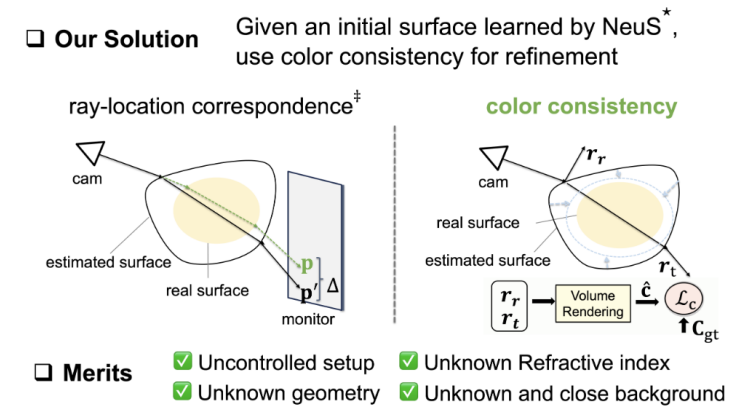 ❑ Our Solution
Given an initial surface learned by NeuS★,
use color consistency for refinement
ray-location correspondence‡
cam
estimated surface
real surface
p
p′
Δ
monitor
color consistency
cam
r_r
real surface
estimated surface
r_t
r_r
r_t
Volume
Rendering
ĉ
ℒ_c
C_gt
❑ Merits
✅ Uncontrolled setup
✅ Unknown Refractive index
✅ Unknown geometry
✅ Unknown and close background